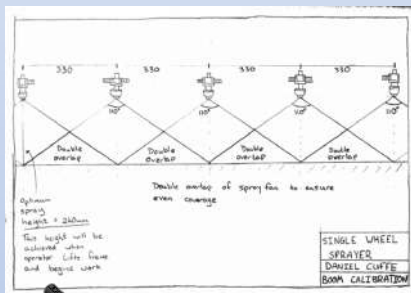 330 330 330 330
110° 110° 110° 110°
Double overlap
Double overlap
Double overlap
Double overlap
Optimum
spray
height = 240mm
This height will be
achieved when
operator lifts frame
and begins work
Double overlap of spray fan to ensure
even coverage
SINGLE WHEEL
SPRAYER
DANIEL CUFFE
BOOM CALIBRATION